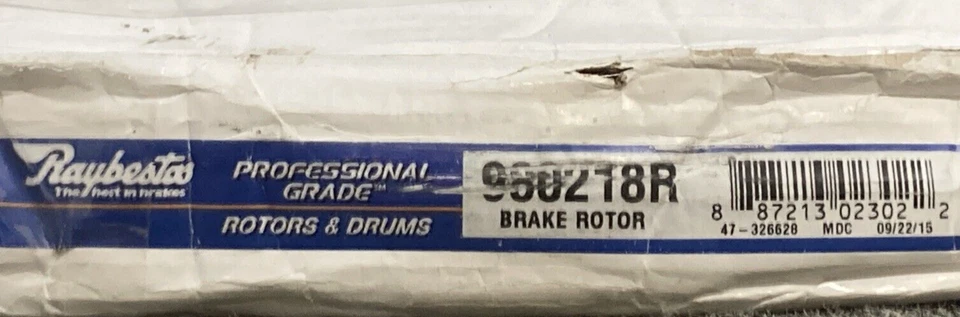 Raybestos
The best in brakes
PROFESSIONAL
GRADE™
ROTORS & DRUMS
980218R
BRAKE ROTOR
8 87213 02302 2
47-326628 MDC 09/22/15